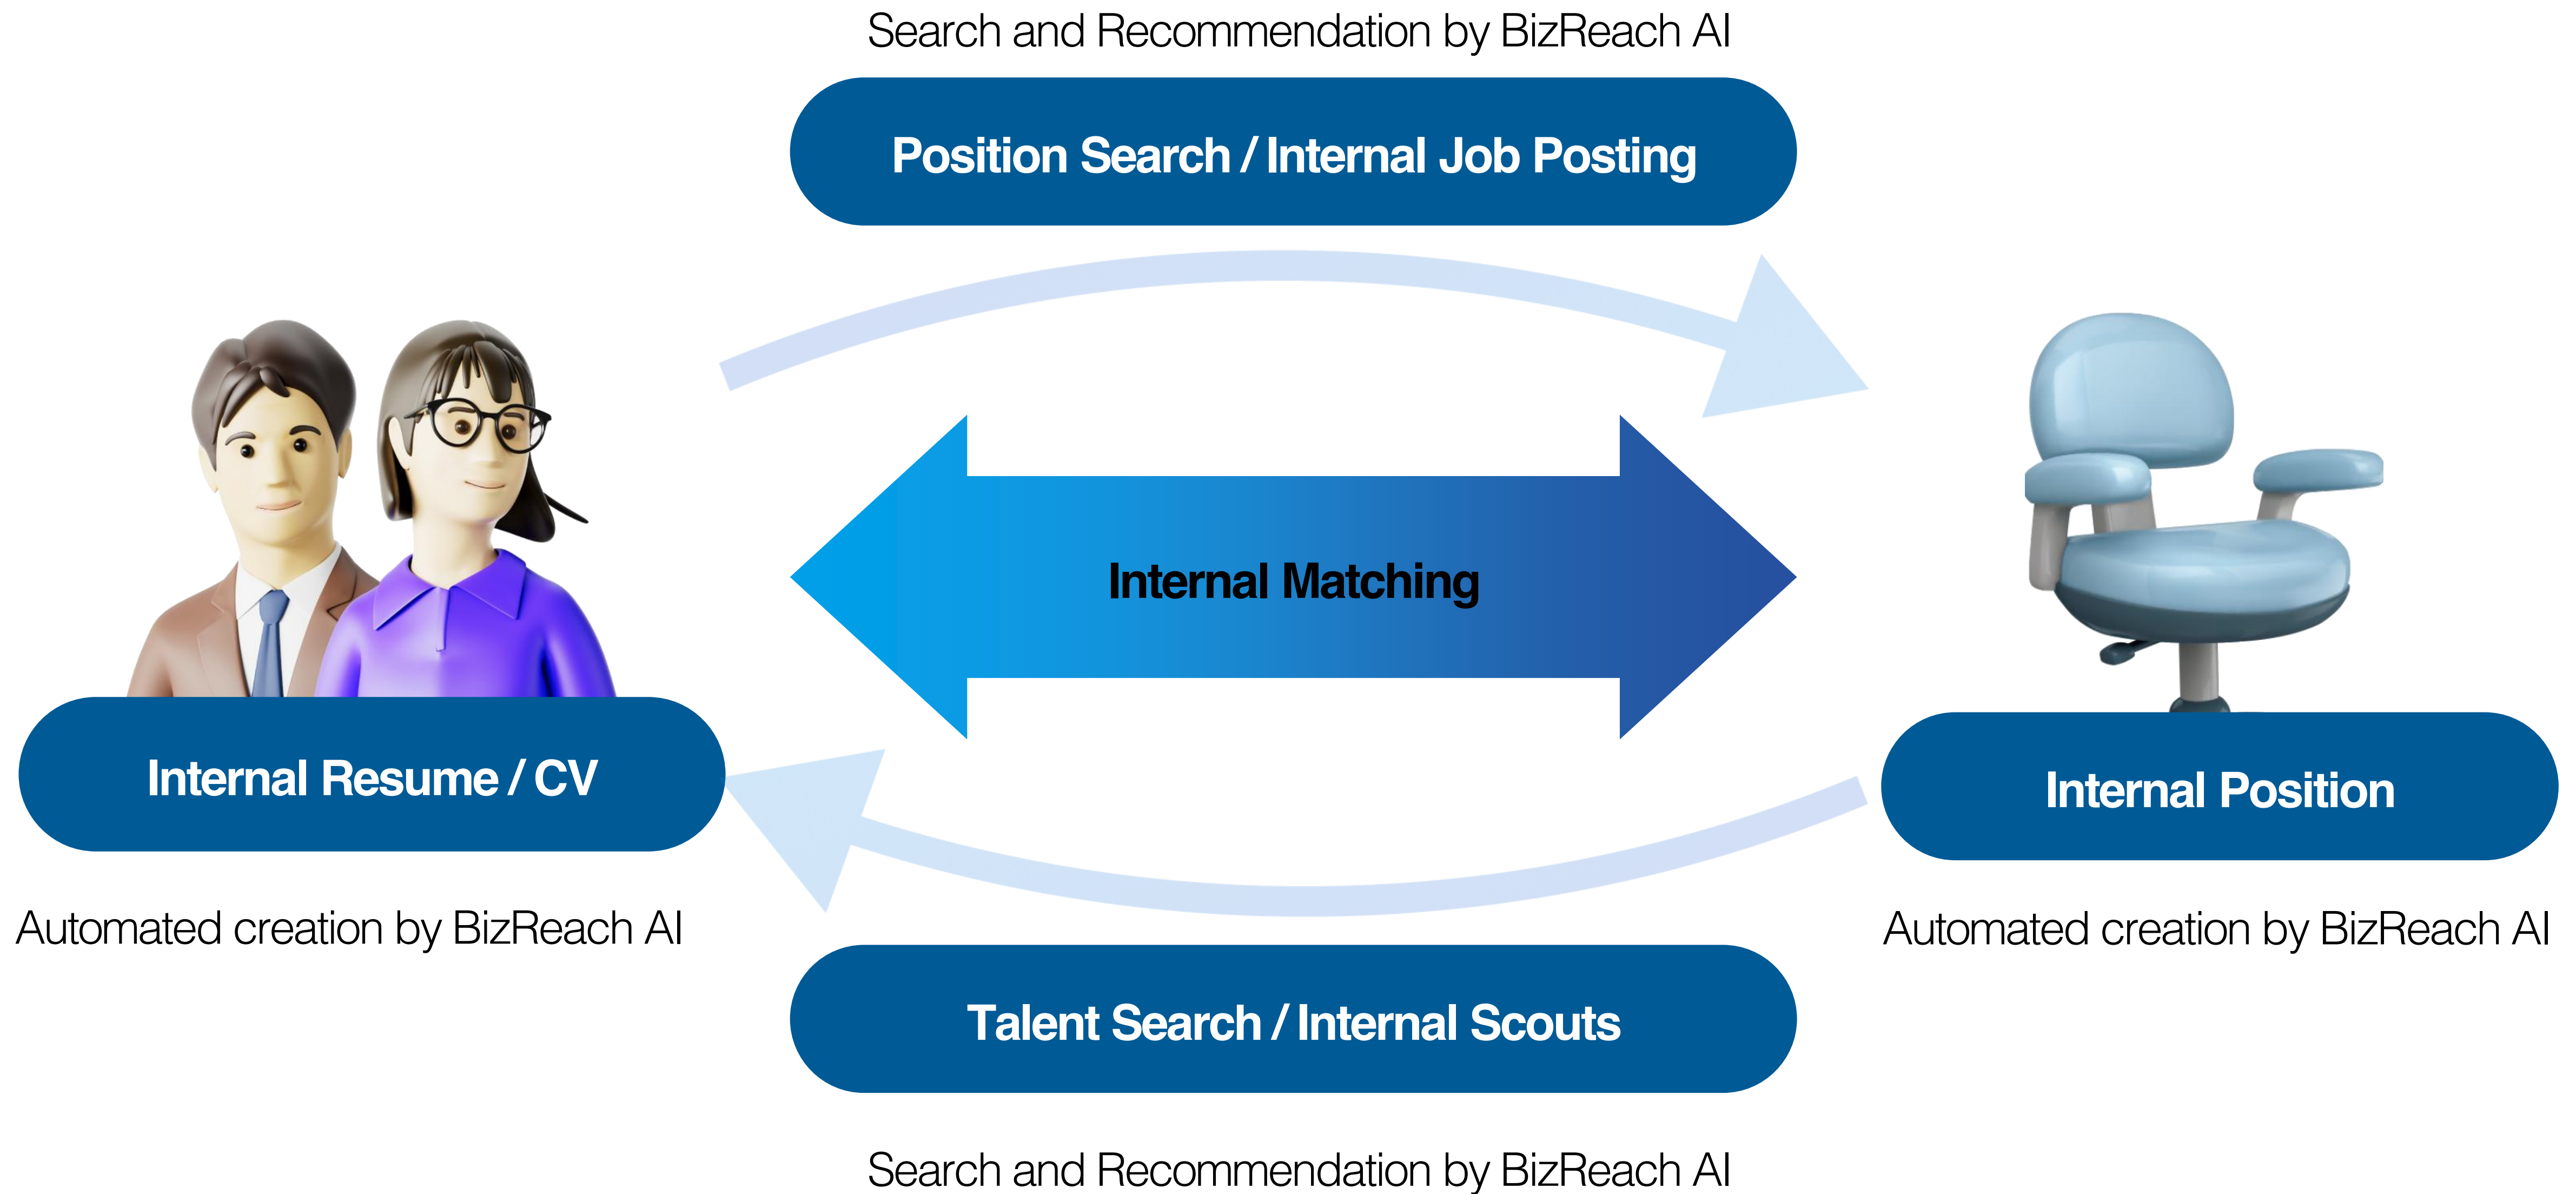 Search and Recommendation by BizReach AI
Position Search / Internal Job Posting
Internal Matching
Internal Resume / CV
Internal Position
Automated creation by BizReach AI
Automated creation by BizReach AI
Talent Search / Internal Scouts
Search and Recommendation by BizReach AI